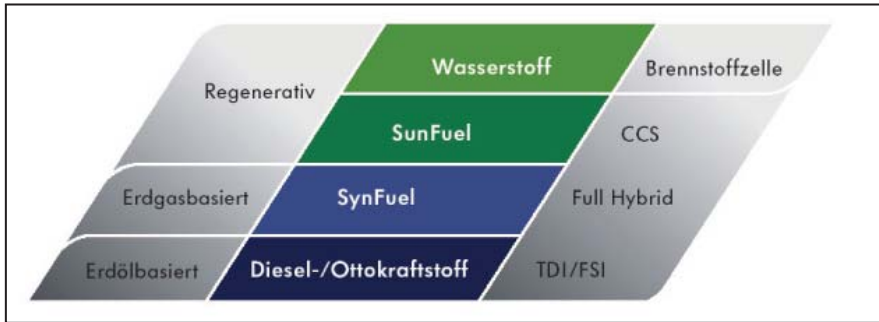 Wasserstoff
Brennstoffzelle
Regenerativ
SunFuel
CCS
Erdgasbasiert
SynFuel
Full Hybrid
Erdölbasiert
Diesel-/Ottokraftstoff
TDI/FSI